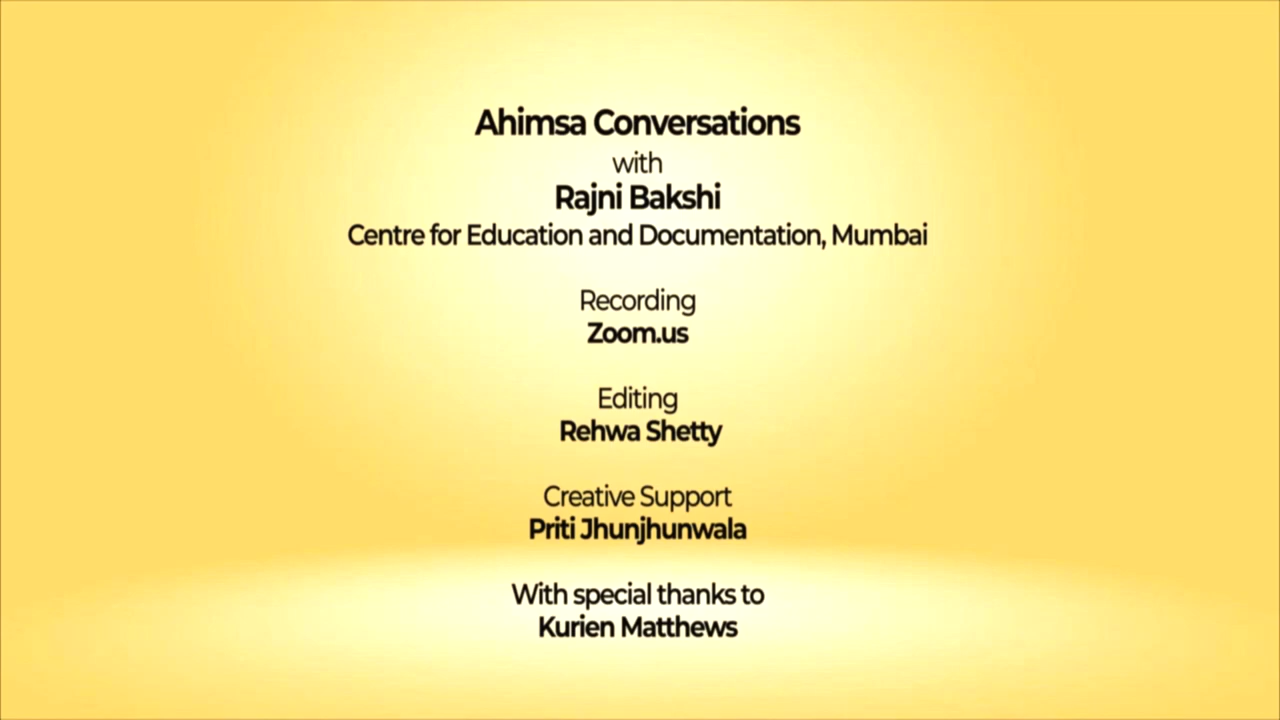 Ahimsa Conversations
with
Rajni Bakshi
Centre for Education and Documentation, Mumbai
Recording
Zoom.us
Editing
Rehwa Shetty
Creative Support
Priti Jhunjhunwala
With special thanks to
Kurien Matthews